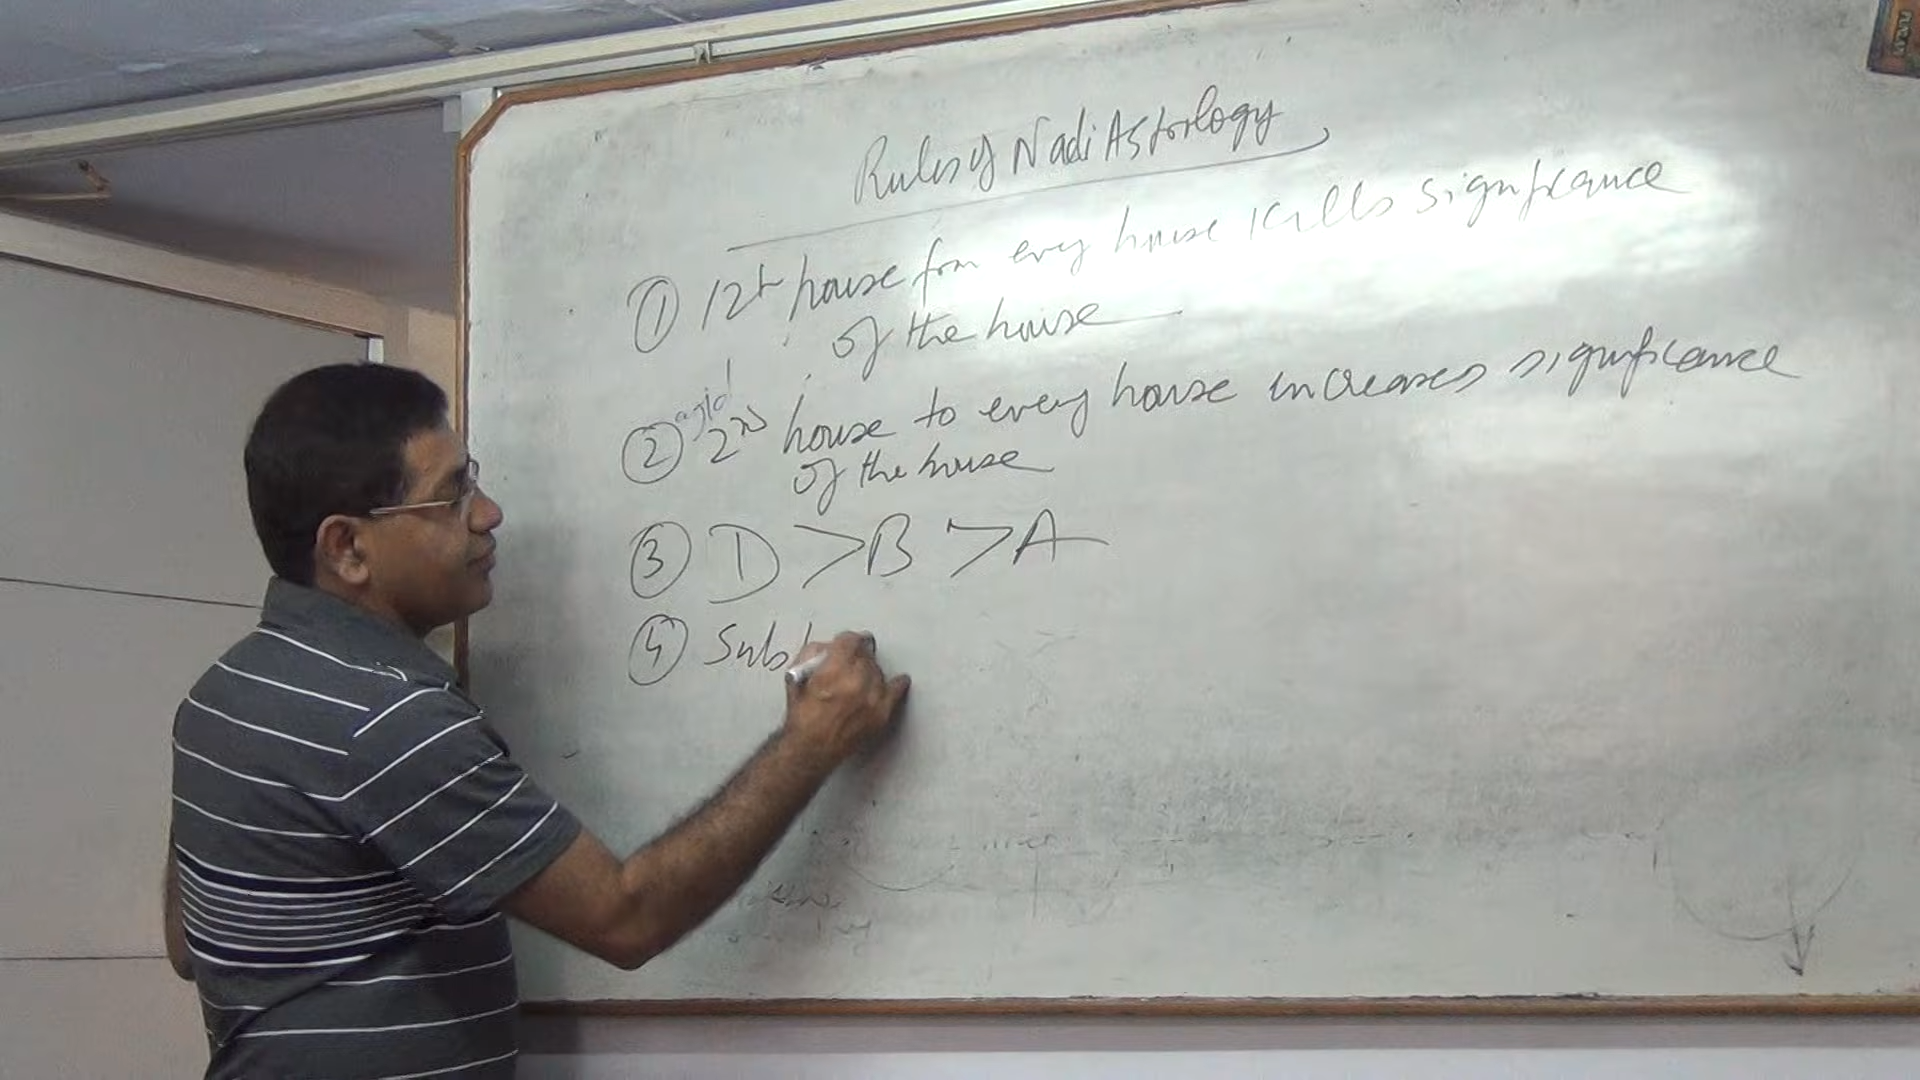 Rules of Nadi Astrology
① 12th house from every house kills significance
of the house
and
② 2nd house to every house increases significance
of the house
③ D > B > A
④ Sub